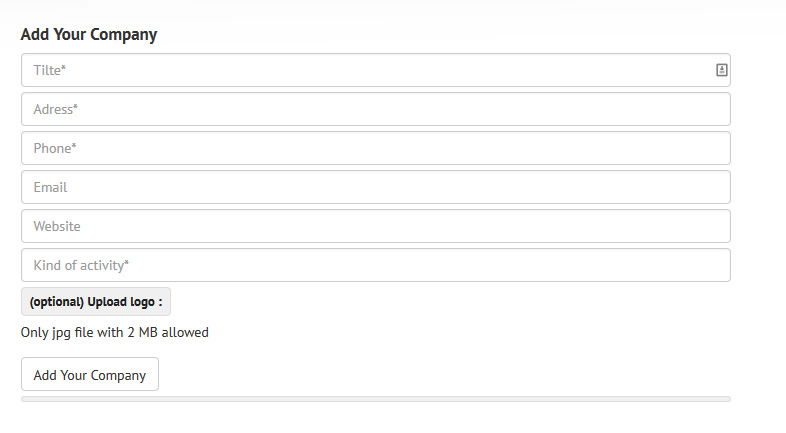 Add Your Company
Tilte*
Adress*
Phone*
Email
Website
Kind of activity*
(optional) Upload logo :
Only jpg file with 2 MB allowed
Add Your Company